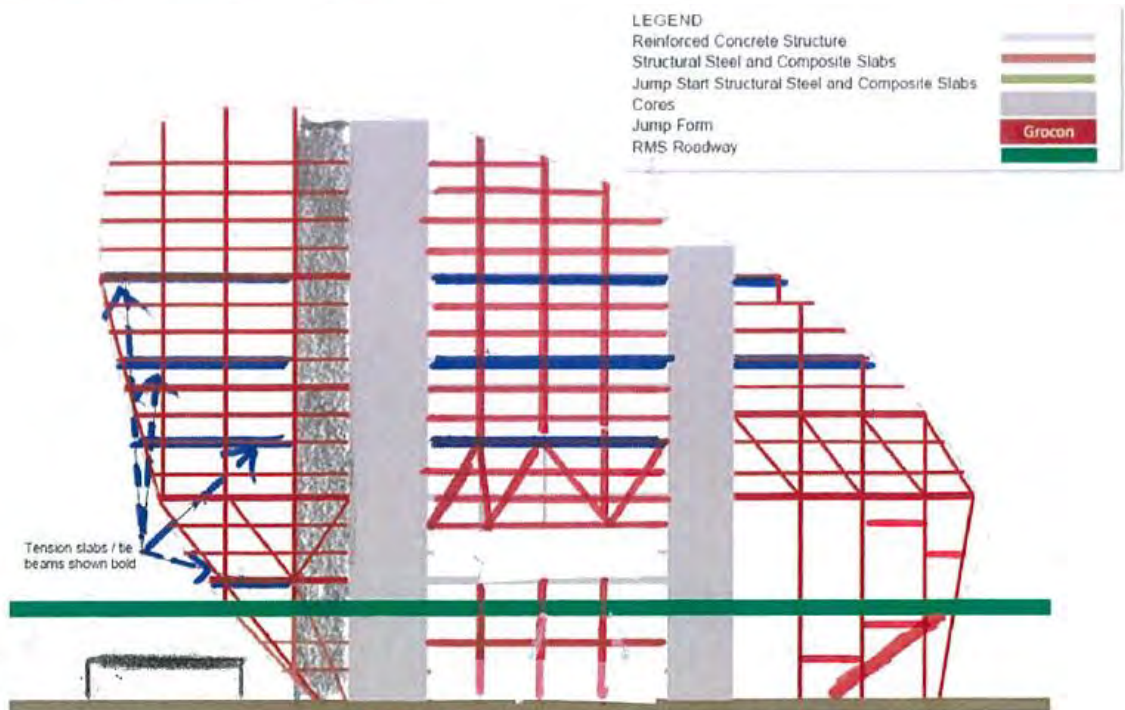 LEGEND
Reinforced Concrete Structure
Structural Steel and Composite Slabs
Jump Start Structural Steel and Composite Slabs
Cores
Jump Form
Grocon
RMS Roadway
Tension slabs / tie
beams shown bold